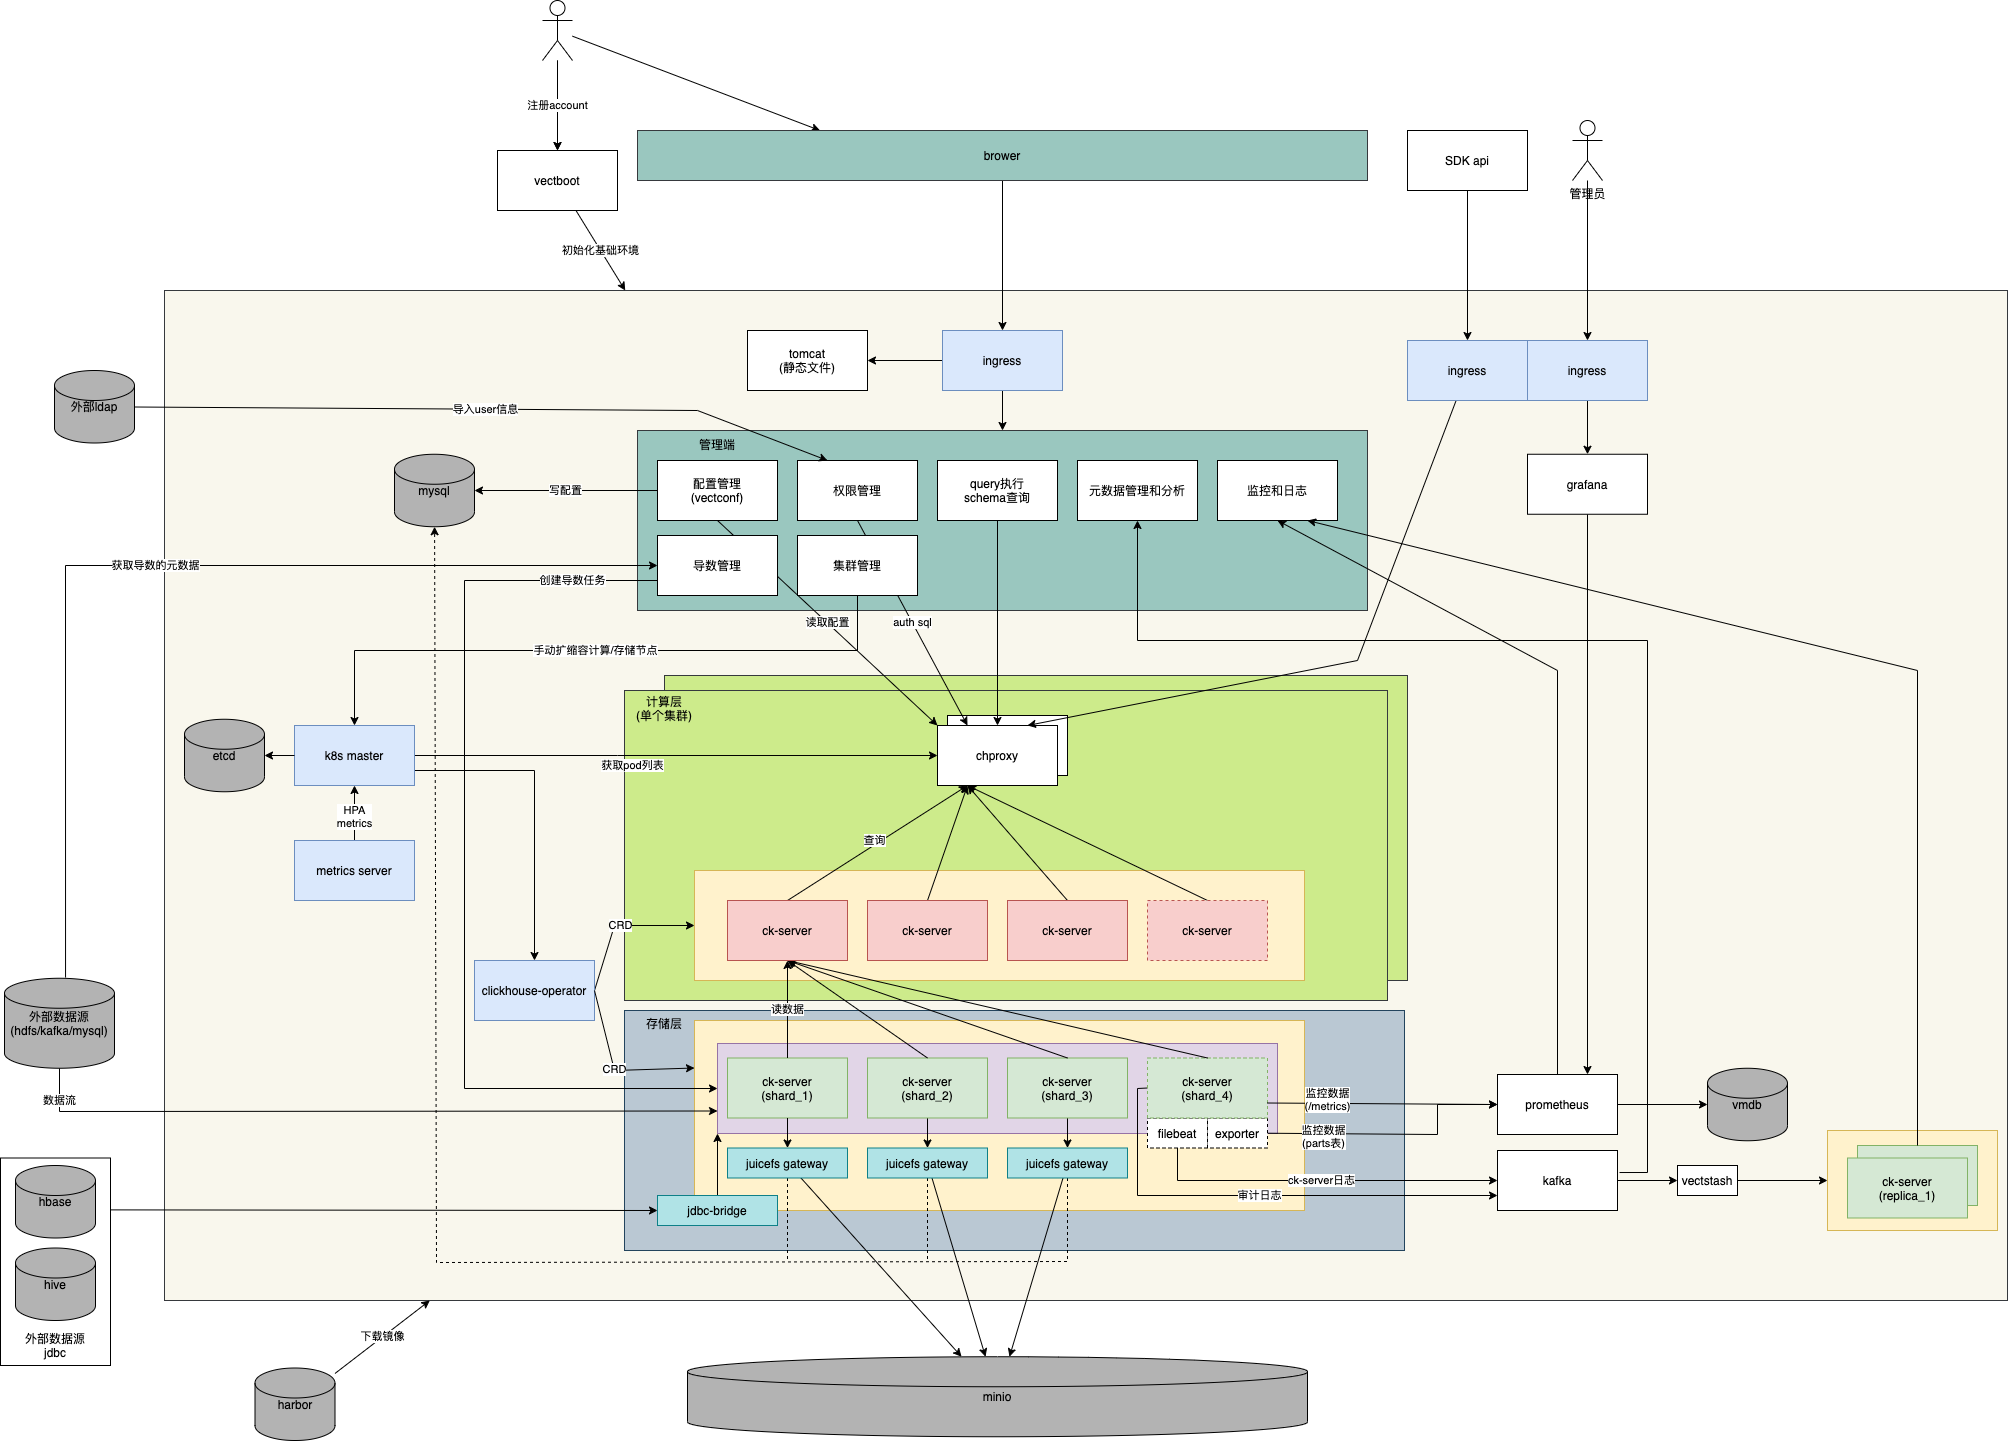 注册account
vectboot
brower
SDK api
管理员
初始化基础环境
tomcat
(静态文件)
ingress
ingress
ingress
外部ldap
导入user信息
管理端
mysql
写配置
配置管理
(vectconf)
权限管理
query执行
schema查询
元数据管理和分析
监控和日志
grafana
获取导数的元数据
导数管理
集群管理
创建导数任务
读取配置
auth sql
手动扩缩容计算/存储节点
计算层
(单个集群)
etcd
k8s master
获取pod列表
chproxy
HPA
metrics
metrics server
查询
CRD
ck-server
ck-server
ck-server
ck-server
clickhouse-operator
外部数据源
(hdfs/kafka/mysql)
读数据
存储层
CRD
数据流
ck-server
(shard_1)
ck-server
(shard_2)
ck-server
(shard_3)
ck-server
(shard_4)
监控数据
(/metrics)
prometheus
vmdb
filebeat
exporter
监控数据
(parts表)
juicefs gateway
juicefs gateway
juicefs gateway
ck-server日志
审计日志
kafka
vectstash
ck-server
(replica_1)
hbase
jdbc-bridge
hive
外部数据源
jdbc
下载镜像
harbor
minio